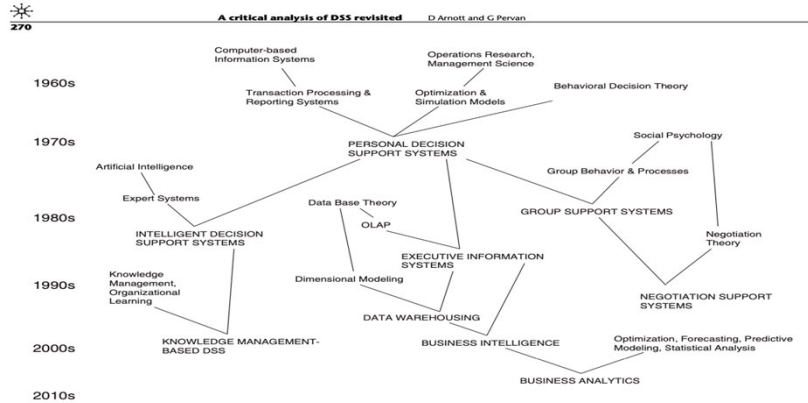 A critical analysis of DSS revisited D Arnott and G Pervan
270
Computer-based
Information Systems
Operations Research,
Management Science
1960s
Transaction Processing &
Reporting Systems
Optimization &
Simulation Models
Behavioral Decision Theory
1970s
PERSONAL DECISION
SUPPORT SYSTEMS
Social Psychology
Artificial Intelligence
Group Behavior & Processes
Expert Systems
Data Base Theory
1980s
GROUP SUPPORT SYSTEMS
OLAP
INTELLIGENT DECISION
SUPPORT SYSTEMS
Negotiation
Theory
EXECUTIVE INFORMATION
SYSTEMS
Knowledge
Management,
Organizational
Learning
Dimensional Modeling
1990s
NEGOTIATION SUPPORT
SYSTEMS
DATA WAREHOUSING
KNOWLEDGE MANAGEMENT-
BASED DSS
BUSINESS INTELLIGENCE
Optimization, Forecasting, Predictive
Modeling, Statistical Analysis
2000s
BUSINESS ANALYTICS
2010s